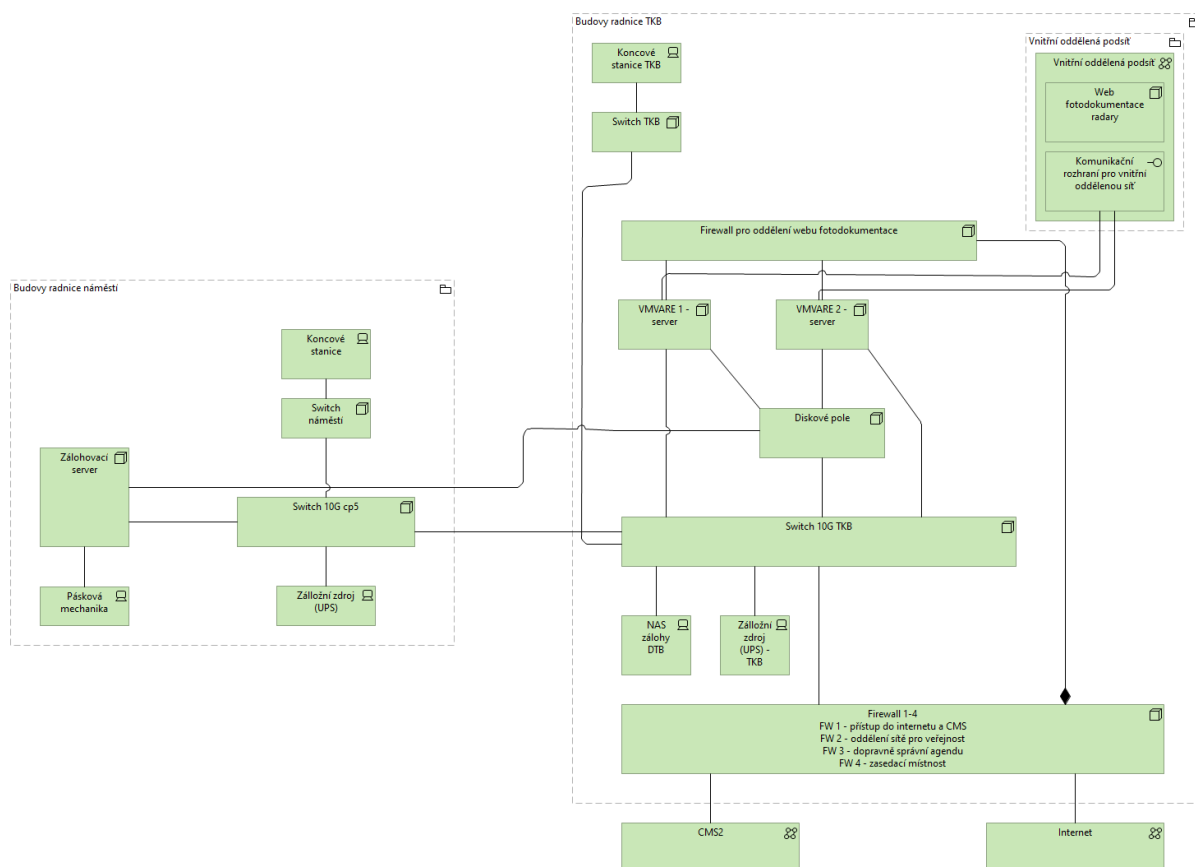 Budovy radnice TKB
Koncové
stanice TKB
Switch TKB
Vnitřní oddělená podsíť
Vnitřní oddělená podsíť
Web
fotodokumentace
radary
Komunikační
rozhraní pro vnitřní
oddělenou síť
Firewall pro oddělení webu fotodokumentace
VMVARE 1 -
server
VMVARE 2 -
server
Diskové pole
Switch 10G TKB
NAS
zálohy
DTB
Zálložní
zdroj
(UPS) -
TKB
Firewall 1-4
FW 1 - přístup do internetu a CMS
FW 2 - oddělení sítě pro veřejnost
FW 3 - dopravně správní agendu
FW 4 - zasedací místnost
CMS2
Internet
Budovy radnice náměstí
Koncové
stanice
Switch
náměstí
Zálohovací
server
Switch 10G cp5
Pásková
mechanika
Zálložní zdroj
(UPS)